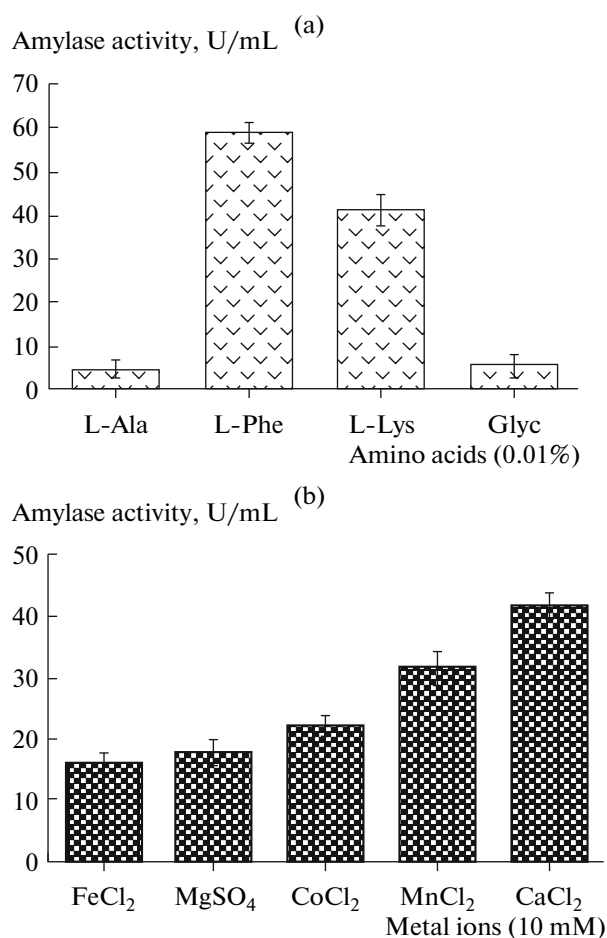 (a)
Amylase activity, U/mL
70
60
50
40
30
20
10
0
L-Ala L-Phe L-Lys Glyc
Amino acids (0.01%)
(b)
Amylase activity, U/mL
50
40
30
20
10
0
FeCl₂ MgSO₄ CoCl₂ MnCl₂ CaCl₂
Metal ions (10 mM)